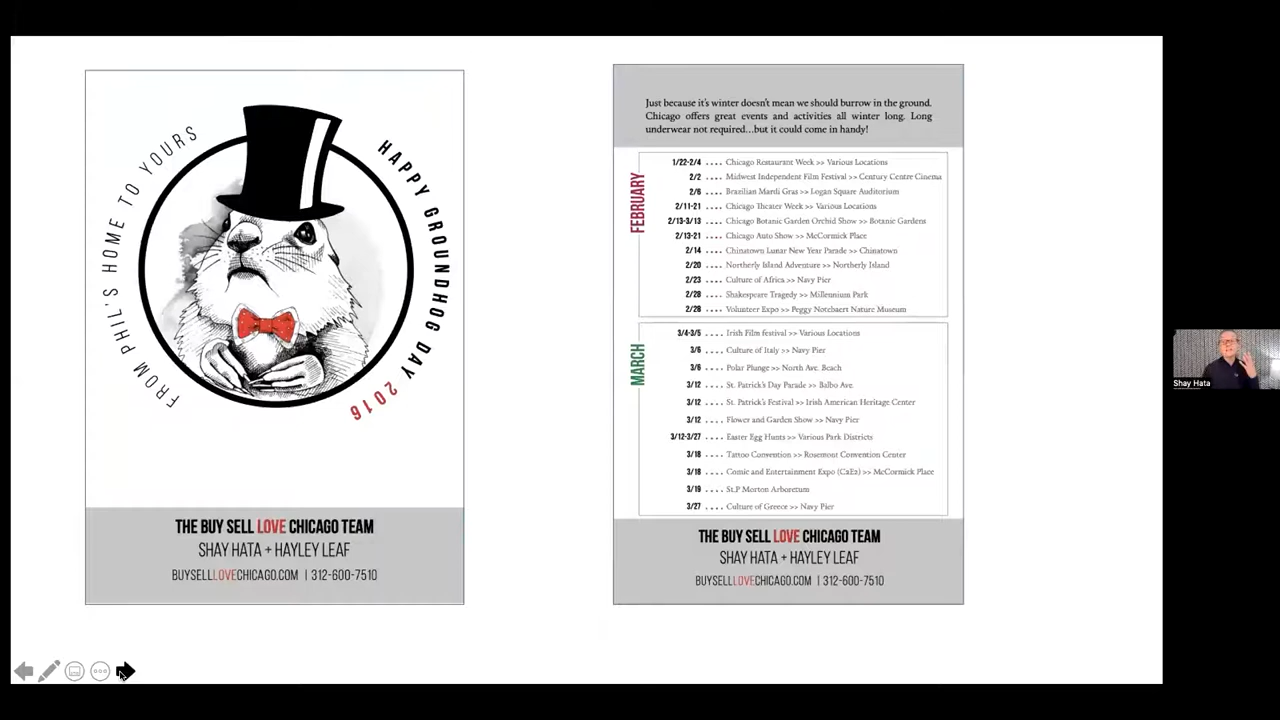 FROM PHIL'S HOME TO YOURS
HAPPY GROUNDHOG DAY 2016
THE BUY SELL LOVE CHICAGO TEAM
SHAY HATA + HAYLEY LEAF
BUYSELLLOVECHICAGO.COM | 312-600-7510
Just because it's winter doesn't mean we should burrow in the ground.
Chicago offers great events and activities all winter long. Long
underwear not required...but it could come in handy!
FEBRUARY
1/22-2/4 .... Chicago Restaurant Week >> Various Locations
2/2 .... Midwest Independent Film Festival >> Century Centre Cinema
2/6 .... Brazilian Mardi Gras >> Logan Square Auditorium
2/11-21 .... Chicago Theater Week >> Various Locations
2/13-3/13 .... Chicago Botanic Garden Orchid Show >> Botanic Gardens
2/13-21 .... Chicago Auto Show >> McCormick Place
2/14 .... Chinatown Lunar New Year Parade >> Chinatown
2/20 .... Northerly Island Adventure >> Northerly Island
2/23 .... Culture of Africa >> Navy Pier
2/28 .... Shakespeare Tragedy >> Millennium Park
2/28 .... Volunteer Expo >> Peggy Notebaert Nature Museum
MARCH
3/4-3/5 .... Irish Film festival >> Various Locations
3/6 .... Culture of Italy >> Navy Pier
3/6 .... Polar Plunge >> North Ave. Beach
3/12 .... St. Patrick's Day Parade >> Balbo Ave.
3/12 .... St. Patrick's Festival >> Irish American Heritage Center
3/12 .... Flower and Garden Show >> Navy Pier
3/12-3/27 .... Easter Egg Hunts >> Various Park Districts
3/18 .... Tattoo Convention >> Rosemont Convention Center
3/18 .... Comic and Entertainment Expo (C2E2) >> McCormick Place
3/19 .... St.P Morton Arboretum
3/27 .... Culture of Greece >> Navy Pier
THE BUY SELL LOVE CHICAGO TEAM
SHAY HATA + HAYLEY LEAF
BUYSELLLOVECHICAGO.COM | 312-600-7510
Shay Hata